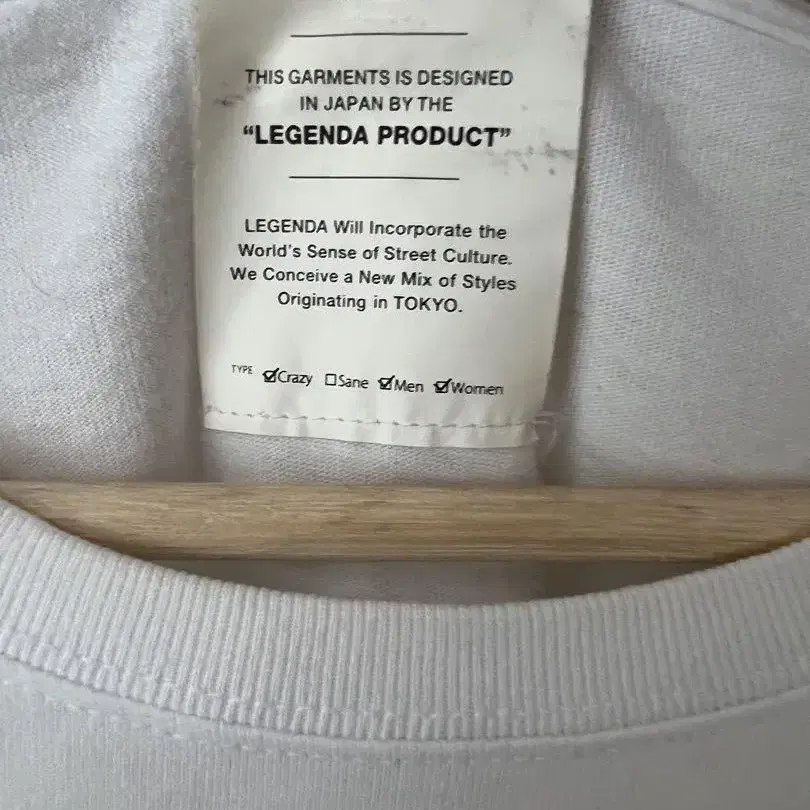 THIS GARMENTS IS DESIGNED
IN JAPAN BY THE
“LEGENDA PRODUCT”
LEGENDA Will Incorporate the
World's Sense of Street Culture.
We Conceive a New Mix of Styles
Originating in TOKYO.
TYPE ☑Crazy ☐Sane ☑Men ☑Women